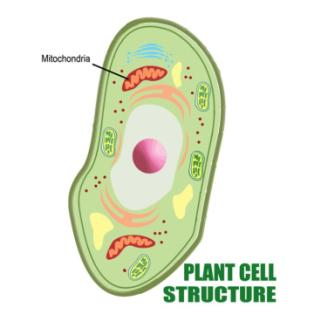 Mitochondria
PLANT CELL
STRUCTURE